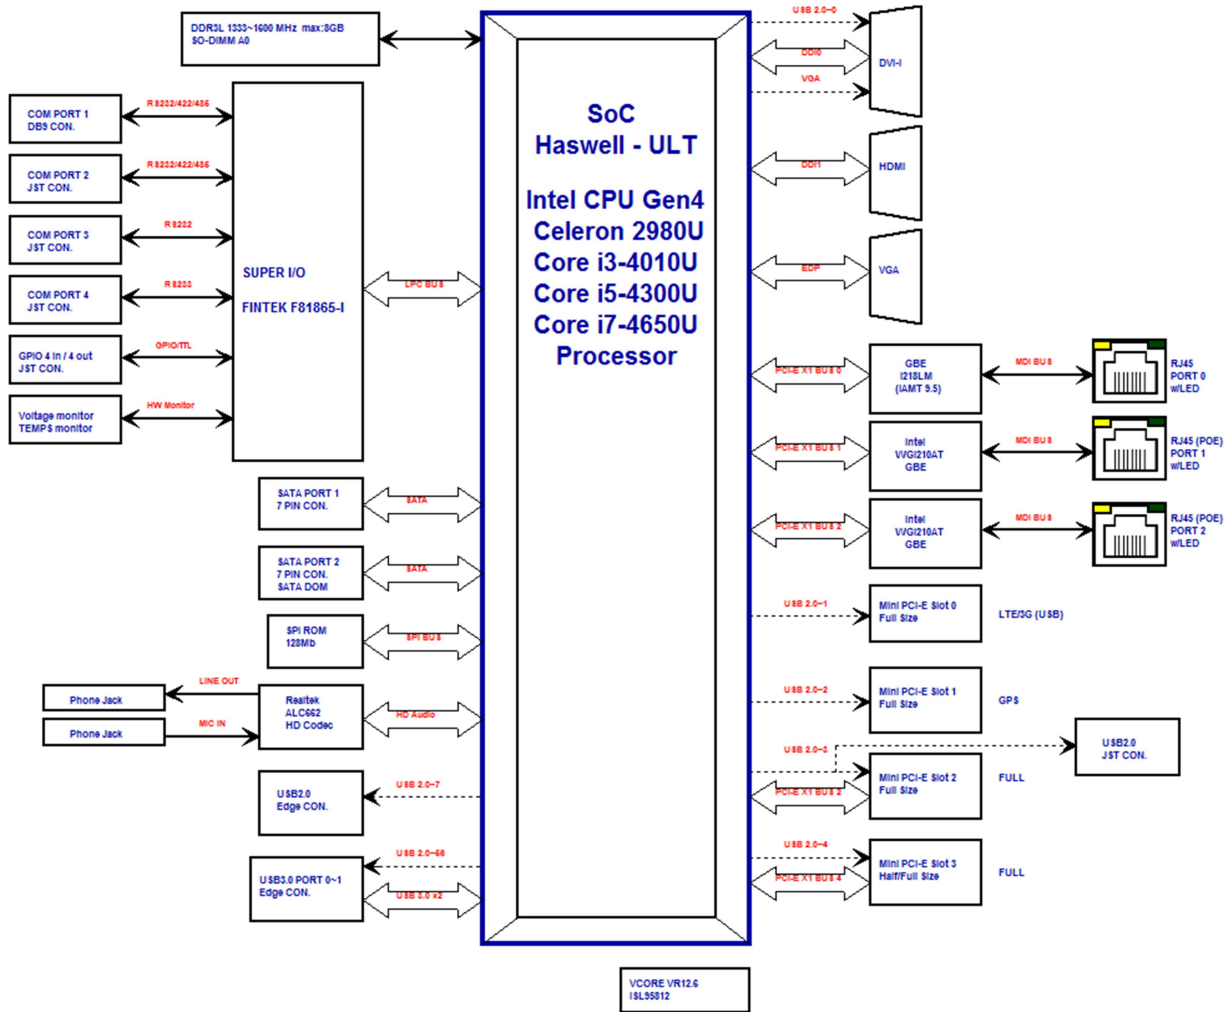 DDR3L 1333~1600 MHz max:8GB
SO-DIMM A0
COM PORT 1
DB9 CON.
RS232/422/485
COM PORT 2
JST CON.
RS232/422/485
COM PORT 3
JST CON.
RS232
COM PORT 4
JST CON.
RS233
GPIO 4 in / 4 out
JST CON.
GPIO/TTL
Voltage monitor
TEMPS monitor
HW Monitor
SUPER I/O
FINTEK F81865-I
LPC BUS
SATA PORT 1
7 PIN CON.
SATA
SATA PORT 2
7 PIN CON.
SATA DOM
SATA
SPI ROM
128Mb
SPI BUS
Phone Jack
LINE OUT
Phone Jack
MIC IN
Realtek
ALC662
HD Codec
HD Audio
USB2.0
Edge CON.
USB 2.0~7
USB3.0 PORT 0~1
Edge CON.
USB 2.0~56
USB 3.0 x2
SoC
Haswell - ULT
Intel CPU Gen4
Celeron 2980U
Core i3-4010U
Core i5-4300U
Core i7-4650U
Processor
VCORE VR12.6
ISL95812
USB 2.0~0
DDI0
VGA
DVI-I
DDI1
HDMI
EDP
VGA
PCI-E X1 BUS 0
GBE
I218LM
(IAMT 9.5)
MDI BUS
RJ45
PORT 0
w/LED
PCI-E X1 BUS 1
Intel
WGI210AT
GBE
MDI BUS
RJ45 (POE)
PORT 1
w/LED
PCI-E X1 BUS 2
Intel
WGI210AT
GBE
MDI BUS
RJ45 (POE)
PORT 2
w/LED
USB 2.0~1
Mini PCI-E Slot 0
Full Size
LTE/3G (USB)
USB 2.0~2
Mini PCI-E Slot 1
Full Size
GPS
USB 2.0~3
USB2.0
JST CON.
Mini PCI-E Slot 2
Full Size
FULL
PCI-E X1 BUS 2
USB 2.0~4
Mini PCI-E Slot 3
Half/Full Size
FULL
PCI-E X1 BUS 4